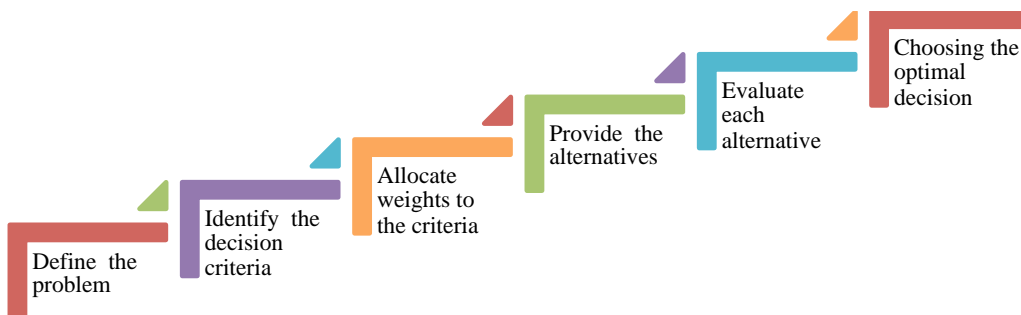 Define the
problem
Identify the
decision
criteria
Allocate
weights to
the criteria
Provide the
alternatives
Evaluate
each
alternative
Choosing the
optimal
decision